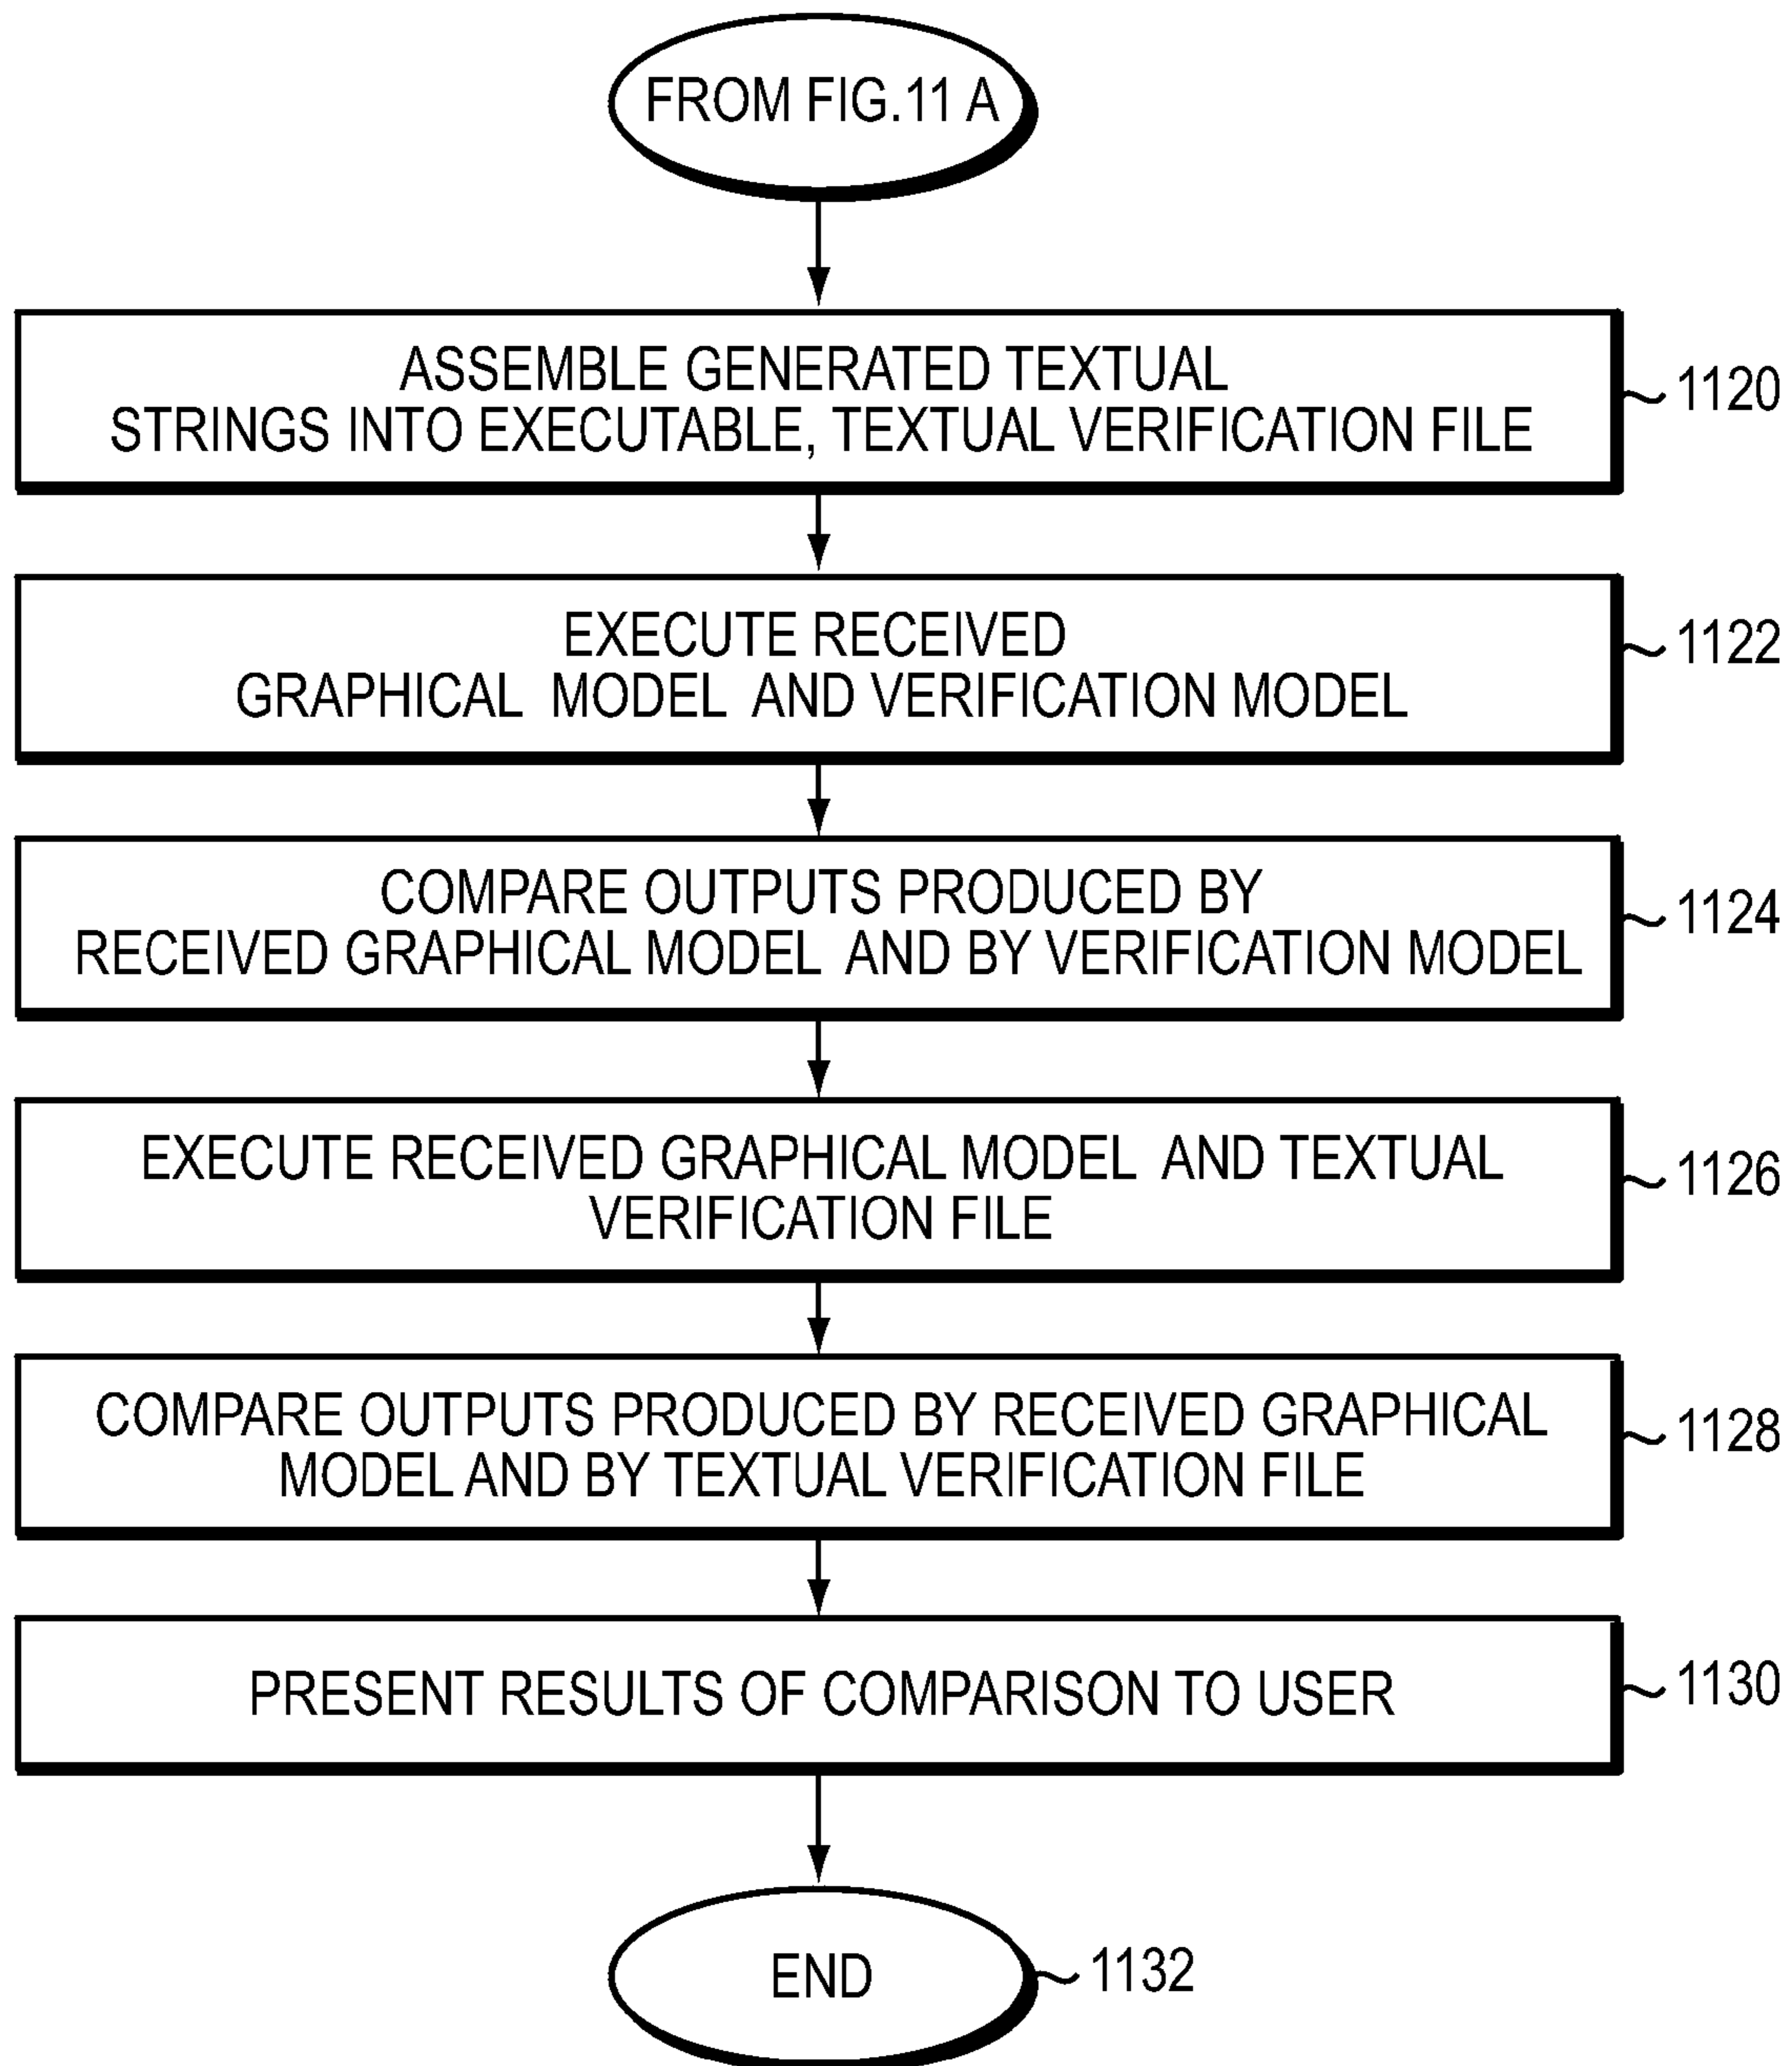 FROM FIG.11 A
ASSEMBLE GENERATED TEXTUAL
STRINGS INTO EXECUTABLE, TEXTUAL VERIFICATION FILE
1120
EXECUTE RECEIVED
GRAPHICAL MODEL AND VERIFICATION MODEL
1122
COMPARE OUTPUTS PRODUCED BY
RECEIVED GRAPHICAL MODEL AND BY VERIFICATION MODEL
1124
EXECUTE RECEIVED GRAPHICAL MODEL AND TEXTUAL
VERIFICATION FILE
1126
COMPARE OUTPUTS PRODUCED BY RECEIVED GRAPHICAL
MODEL AND BY TEXTUAL VERIFICATION FILE
1128
PRESENT RESULTS OF COMPARISON TO USER
1130
END
1132